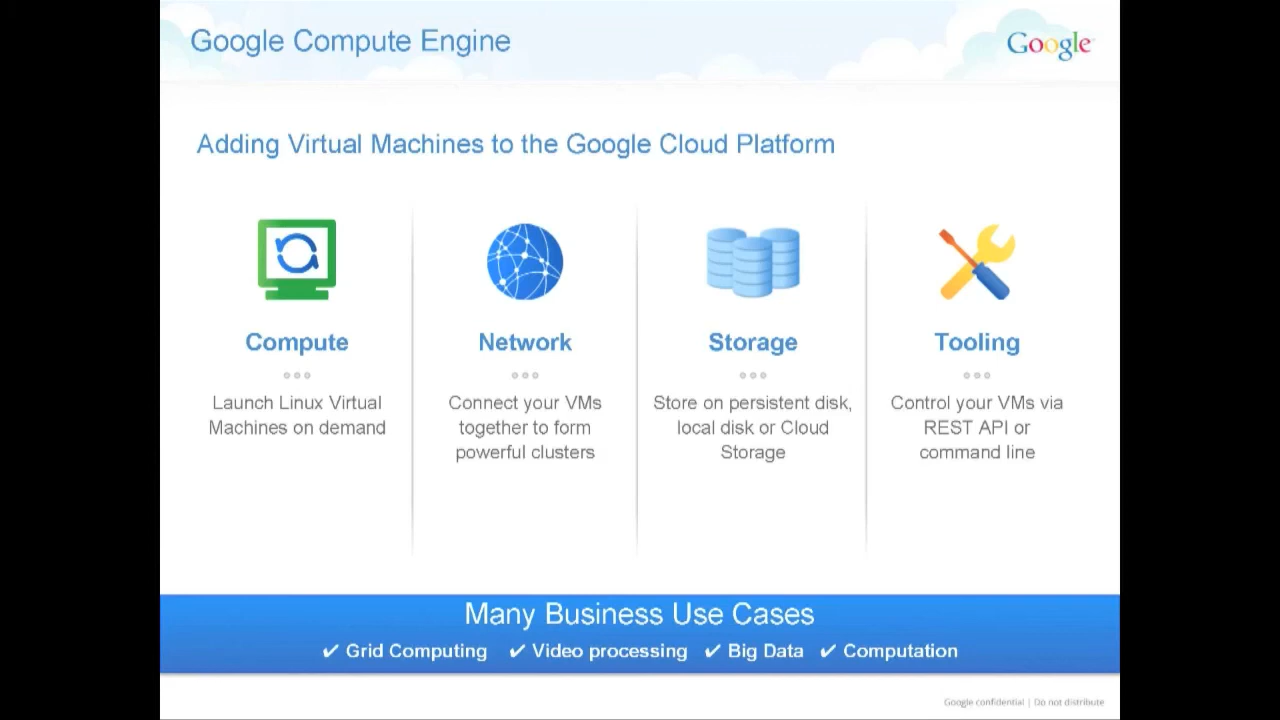 Google Compute Engine
Google
Adding Virtual Machines to the Google Cloud Platform
Compute
Launch Linux Virtual
Machines on demand
Network
Connect your VMs
together to form
powerful clusters
Storage
Store on persistent disk,
local disk or Cloud
Storage
Tooling
Control your VMs via
REST API or
command line
Many Business Use Cases
✔ Grid Computing ✔ Video processing ✔ Big Data ✔ Computation
Google confidential | Do not distribute